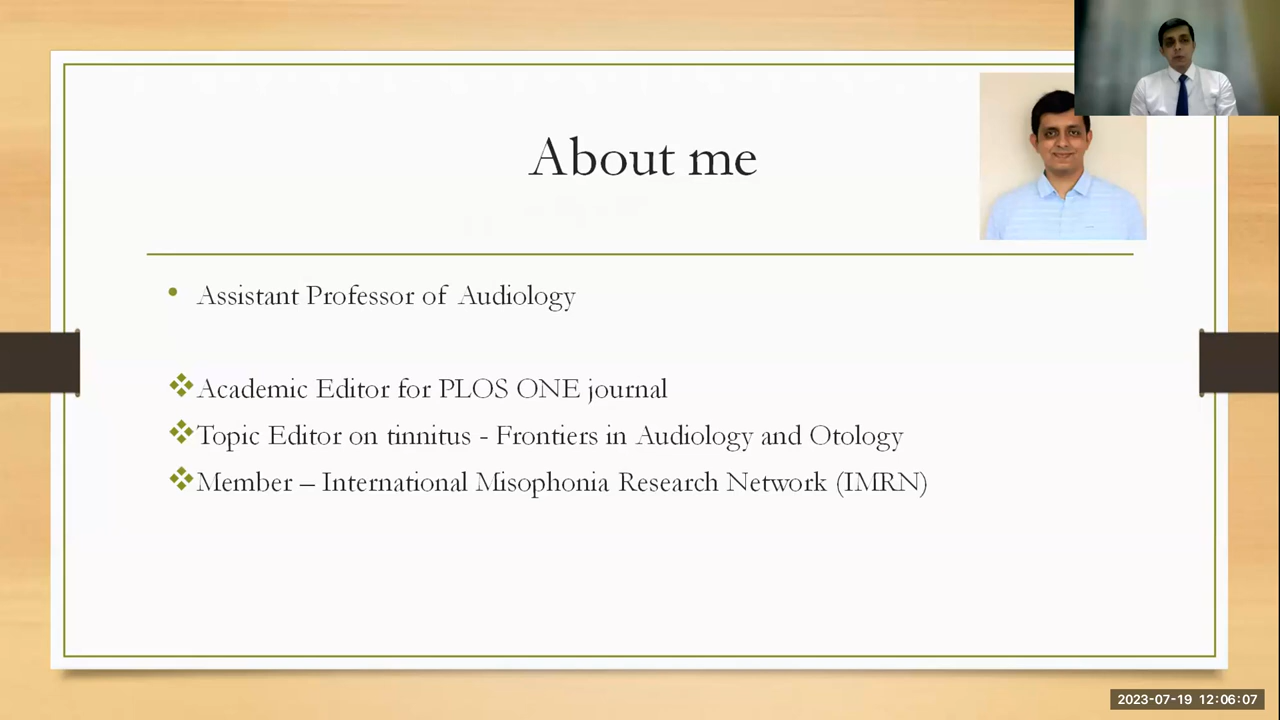 About me
• Assistant Professor of Audiology
❖Academic Editor for PLOS ONE journal
❖Topic Editor on tinnitus - Frontiers in Audiology and Otology
❖Member – International Misophonia Research Network (IMRN)
2023-07-19 12:06:07